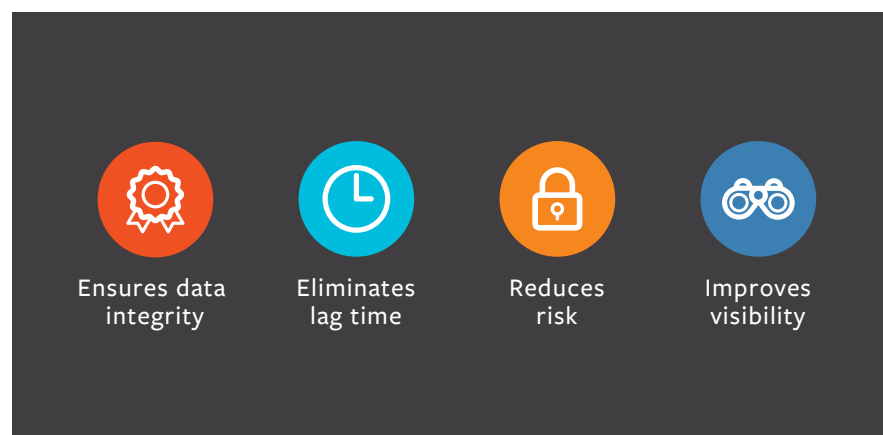 Ensures data
integrity
Eliminates
lag time
Reduces
risk
Improves
visibility